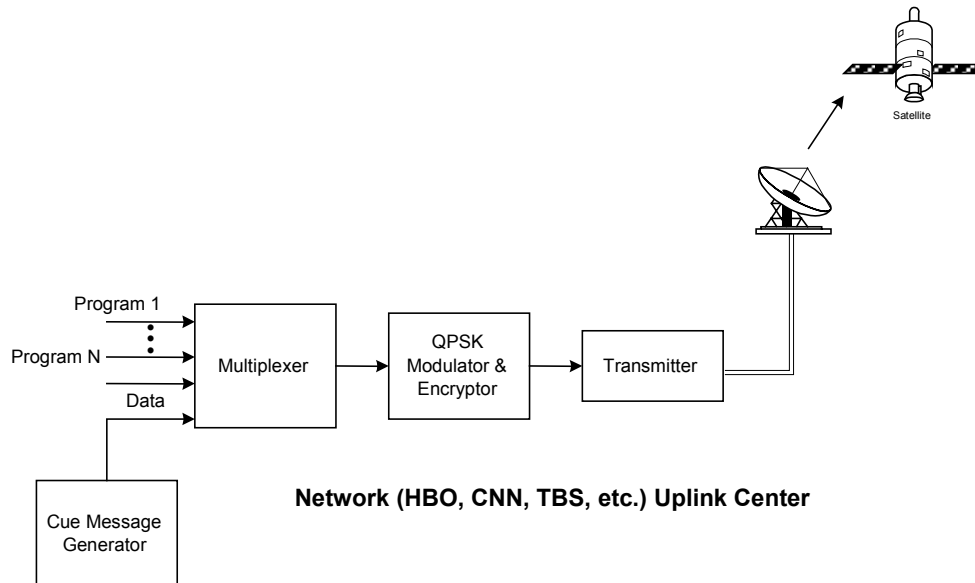 Satellite
Program 1
Program N
Data
Multiplexer
QPSK
Modulator &
Encryptor
Transmitter
Network (HBO, CNN, TBS, etc.) Uplink Center
Cue Message
Generator